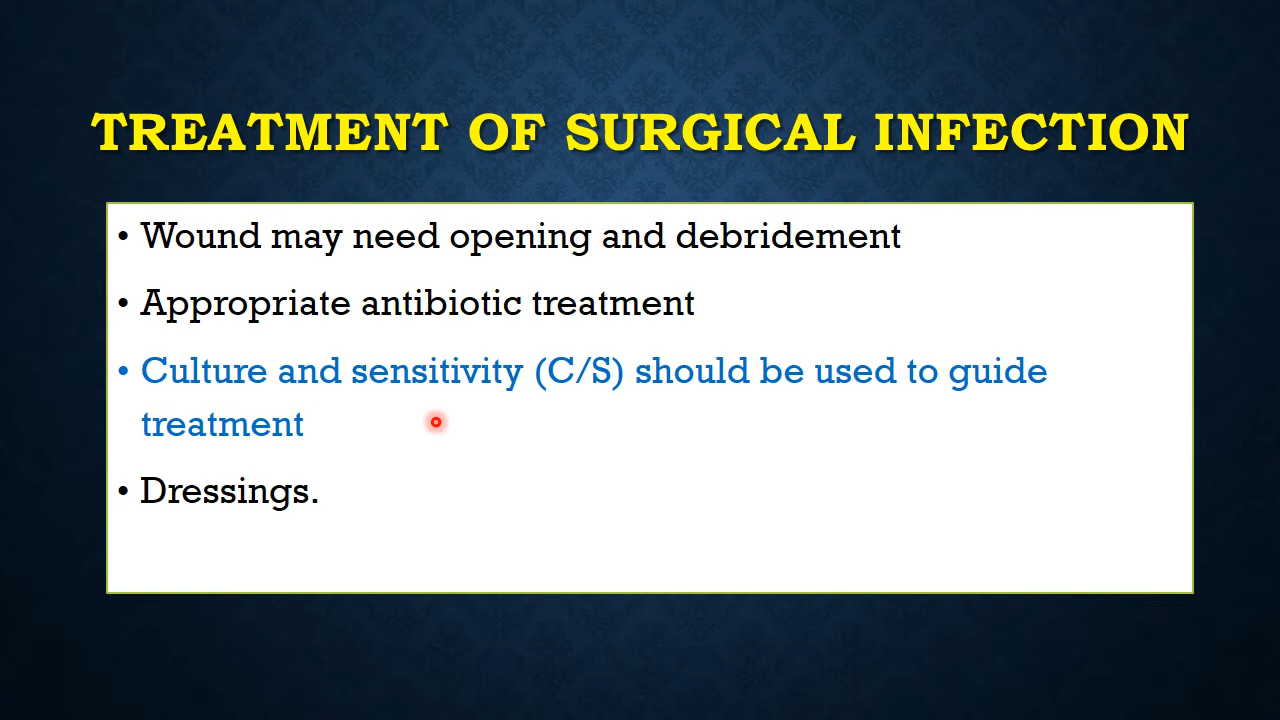 TREATMENT OF SURGICAL INFECTION
• Wound may need opening and debridement
• Appropriate antibiotic treatment
• Culture and sensitivity (C/S) should be used to guide
treatment
• Dressings.